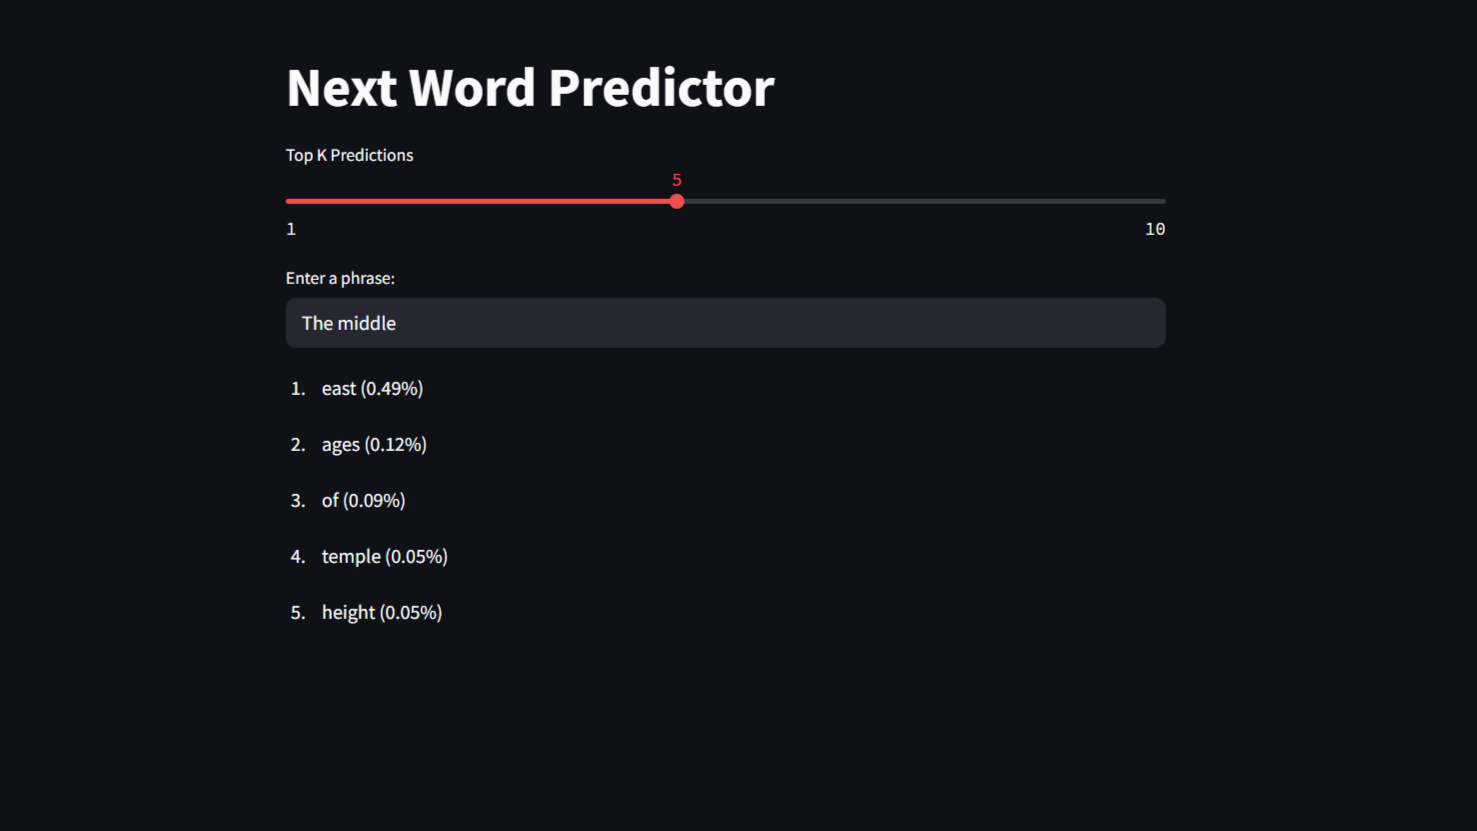 Next Word Predictor
Top K Predictions
5
1 10
Enter a phrase:
The middle
1. east (0.49%)
2. ages (0.12%)
3. of (0.09%)
4. temple (0.05%)
5. height (0.05%)